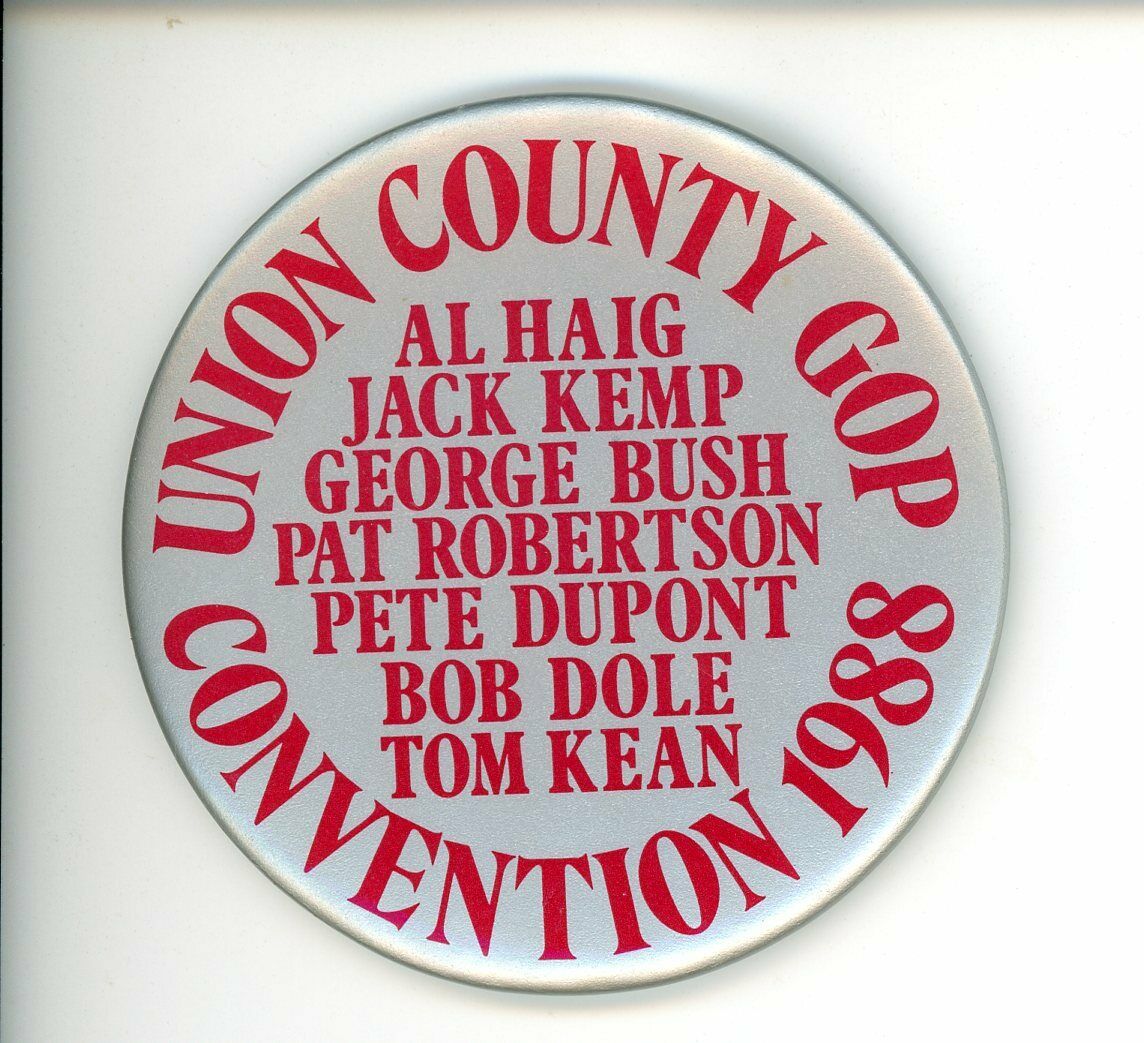 UNION COUNTY GOP
AL HAIG
JACK KEMP
GEORGE BUSH
PAT ROBERTSON
PETE DUPONT
BOB DOLE
TOM KEAN
CONVENTION 1988